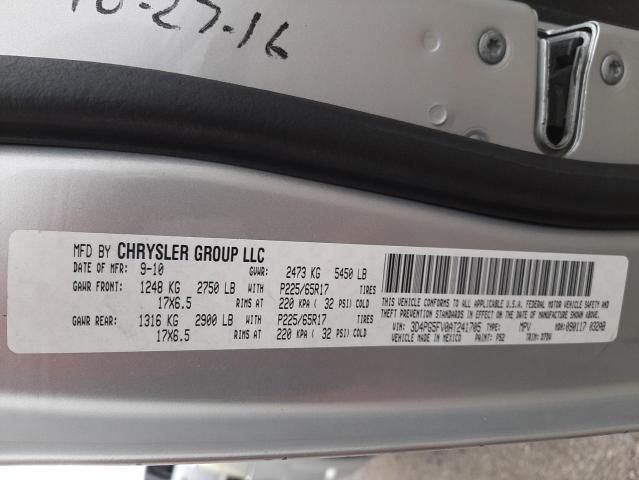 10-27-16
MFD BY CHRYSLER GROUP LLC
DATE OF MFR: 9-10 GVWR: 2473 KG 5450 LB
GAWR FRONT: 1248 KG 2750 LB WITH P225/65R17 TIRES
17X6.5 RIMS AT 220 KPA ( 32 PSI) COLD
GAWR REAR: 1316 KG 2900 LB WITH P225/65R17 TIRES
17X6.5 RIMS AT 220 KPA ( 32 PSI) COLD
THIS VEHICLE CONFORMS TO ALL APPLICABLE U.S.A. FEDERAL MOTOR VEHICLE SAFETY AND
THEFT PREVENTION STANDARDS IN EFFECT ON THE DATE OF MANUFACTURE SHOWN ABOVE.
VIN: 3D4PG5FV0AT241705 TYPE: MPV MDH: 090117 032AB
VEHICLE MADE IN MEXICO PAINT: PS2 TRIM: